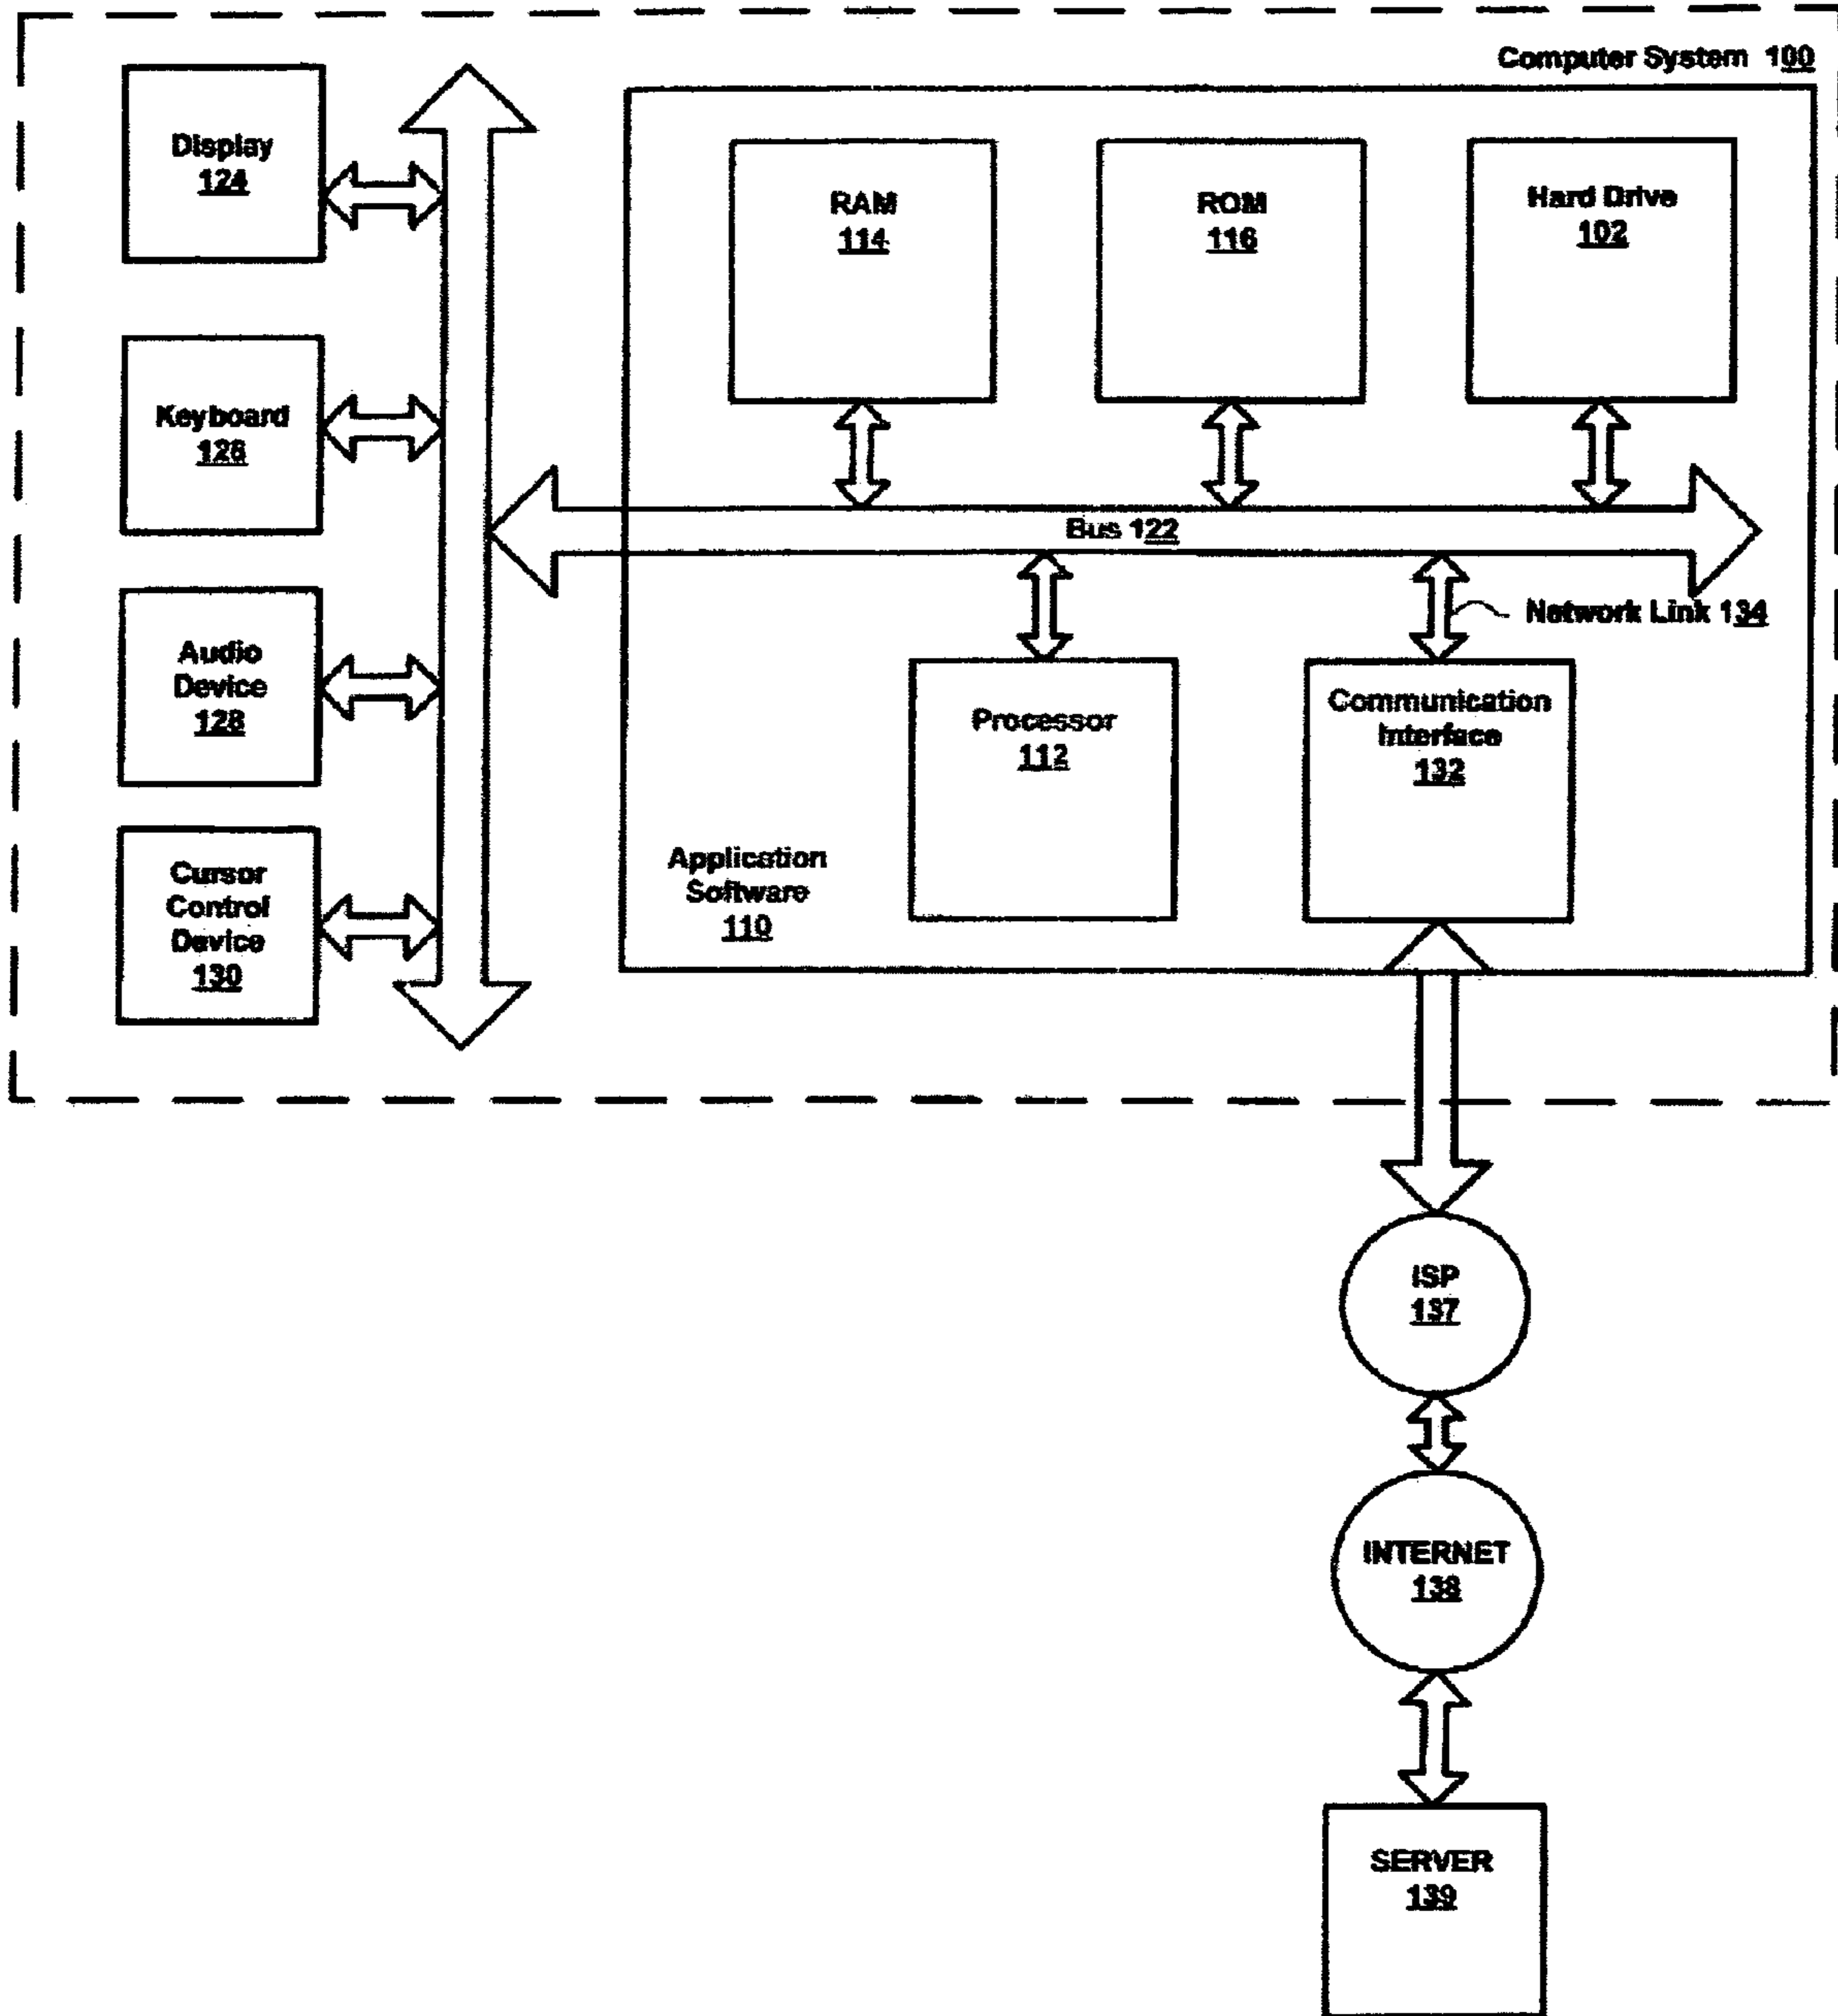 Computer System 100
Display
124
RAM
114
ROM
116
Hard Drive
102
Keyboard
126
Bus 122
Network Link 134
Audio
Device
128
Processor
112
Communication
Interface
132
Application
Software
110
Cursor
Control
Device
130
ISP
137
INTERNET
138
SERVER
139